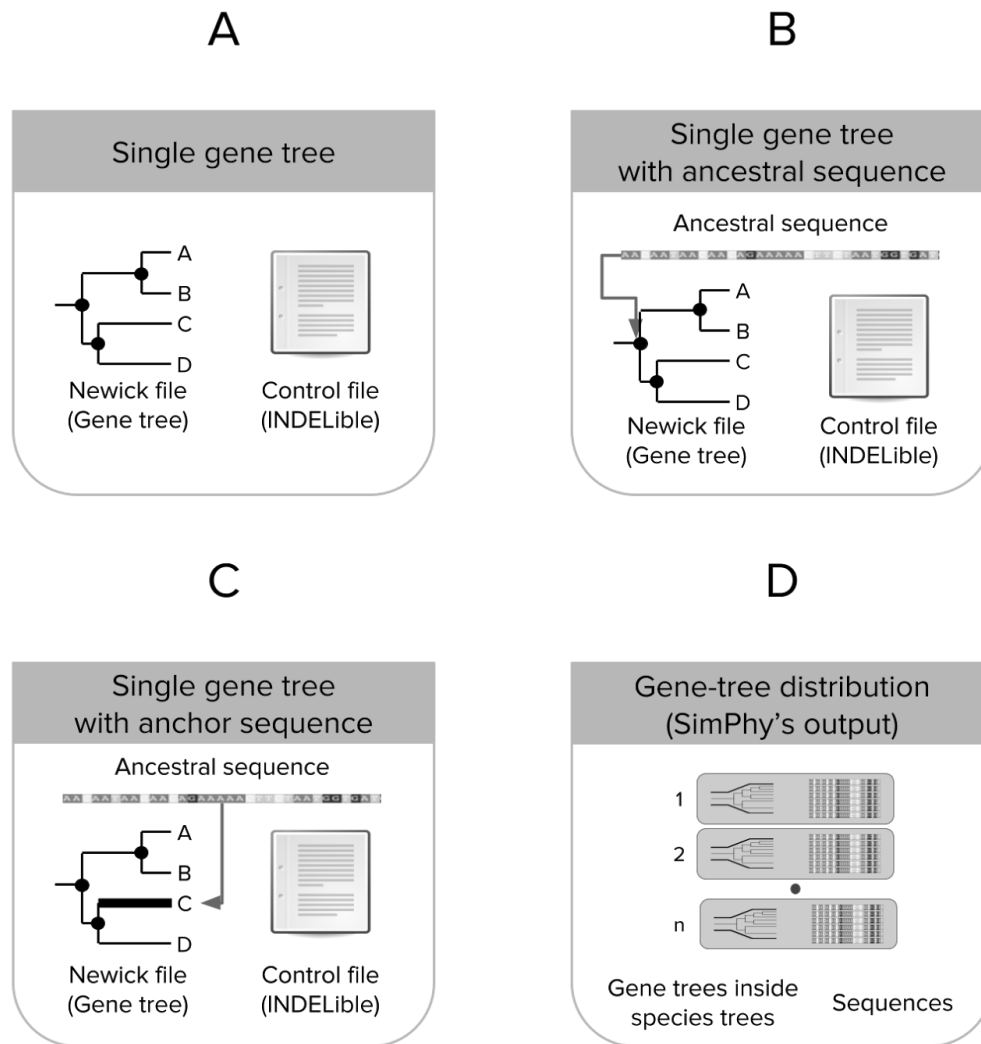 A
Single gene tree
A
B
C
D
Newick file
(Gene tree)
Control file
(INDELible)
B
Single gene tree
with ancestral sequence
Ancestral sequence
A
B
C
D
Newick file
(Gene tree)
Control file
(INDELible)
C
Single gene tree
with anchor sequence
Ancestral sequence
A
B
C
D
Newick file
(Gene tree)
Control file
(INDELible)
D
Gene-tree distribution
(SimPhy's output)
1
2
n
Gene trees inside
species trees
Sequences